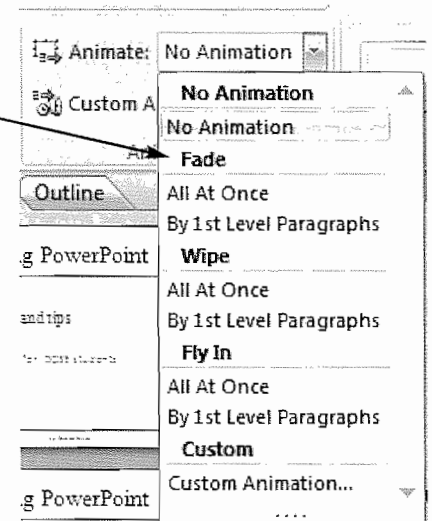 Animate: No Animation
No Animation
Custom A
No Animation
Fade
Outline
All At Once
By 1st Level Paragraphs
.g PowerPoint
Wipe
All At Once
and tips
By 1st Level Paragraphs
Fly In
All At Once
By 1st Level Paragraphs
Custom
Custom Animation...
.g PowerPoint